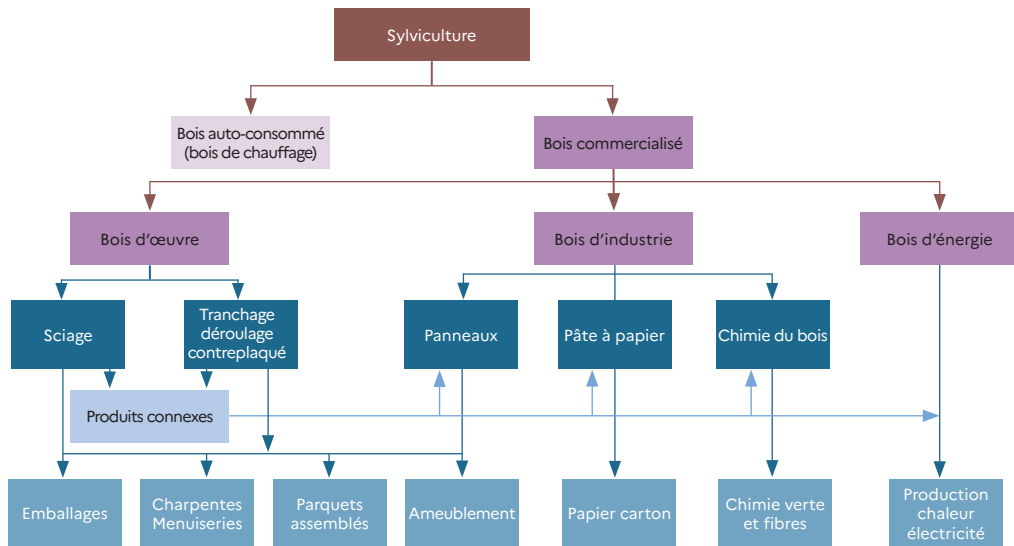 Sylviculture
Bois auto-consommé
(bois de chauffage)
Bois commercialisé
Bois d'œuvre
Bois d'industrie
Bois d'énergie
Sciage
Tranchage
déroulage
contreplaqué
Panneaux
Pâte à papier
Chimie du bois
Produits connexes
Emballages
Charpentes
Menuiseries
Parquets
assemblés
Ameublement
Papier carton
Chimie verte
et fibres
Production
chaleur
électricité